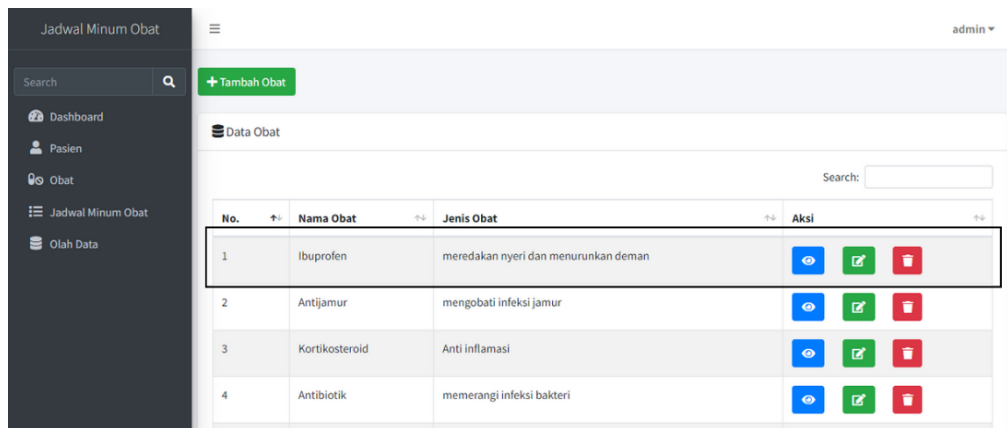 Jadwal Minum Obat
admin
Search
Tambah Obat
Dashboard
Pasien
Obat
Jadwal Minum Obat
Olah Data
Data Obat
Search:
No. Nama Obat Jenis Obat Aksi
1 Ibuprofen meredakan nyeri dan menurunkan deman
2 Antijamur mengobati infeksi jamur
3 Kortikosteroid Anti inflamasi
4 Antibiotik memerangi infeksi bakteri